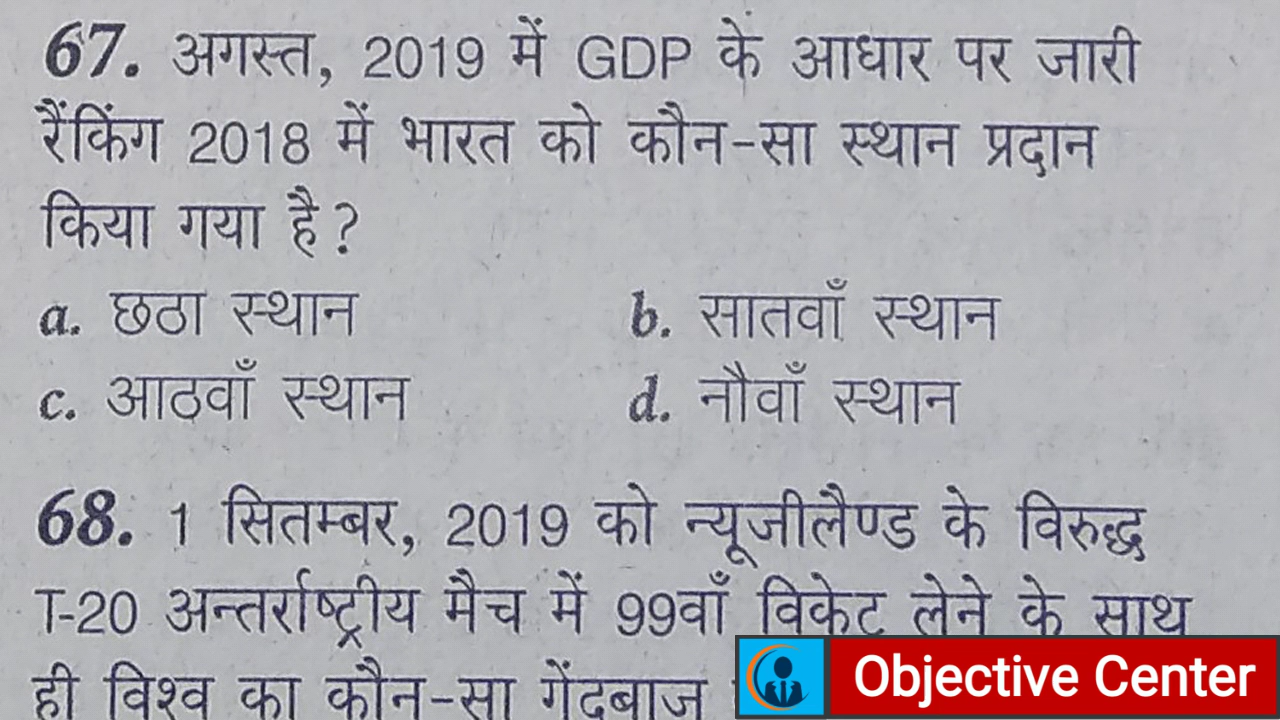 67. अगस्त, 2019 में GDP के आधार पर जारी
रैंकिंग 2018 में भारत को कौन-सा स्थान प्रदान
किया गया है?
a. छठा स्थान b. सातवाँ स्थान
c. आठवाँ स्थान d. नौवाँ स्थान
68. 1 सितम्बर, 2019 को न्यूजीलैण्ड के विरुद्ध
T-20 अन्तर्राष्ट्रीय मैच में 99वाँ विकेट लेने के साथ
ही विश्व का कौन-सा गेंदबाज
Objective Center